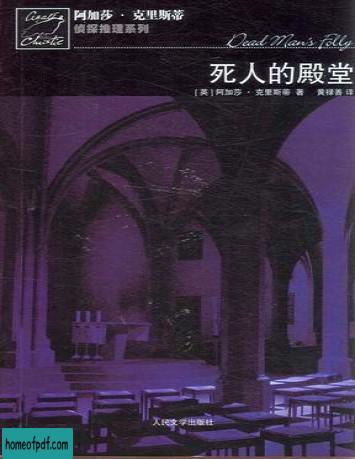 Agatha
Christie
阿加莎·克里斯蒂
侦探推理系列
Dead Man's Folly
死人的殿堂
[英]阿加莎·克里斯蒂 著 黄禄善 译
人民文学出版社
homeofpdf.com